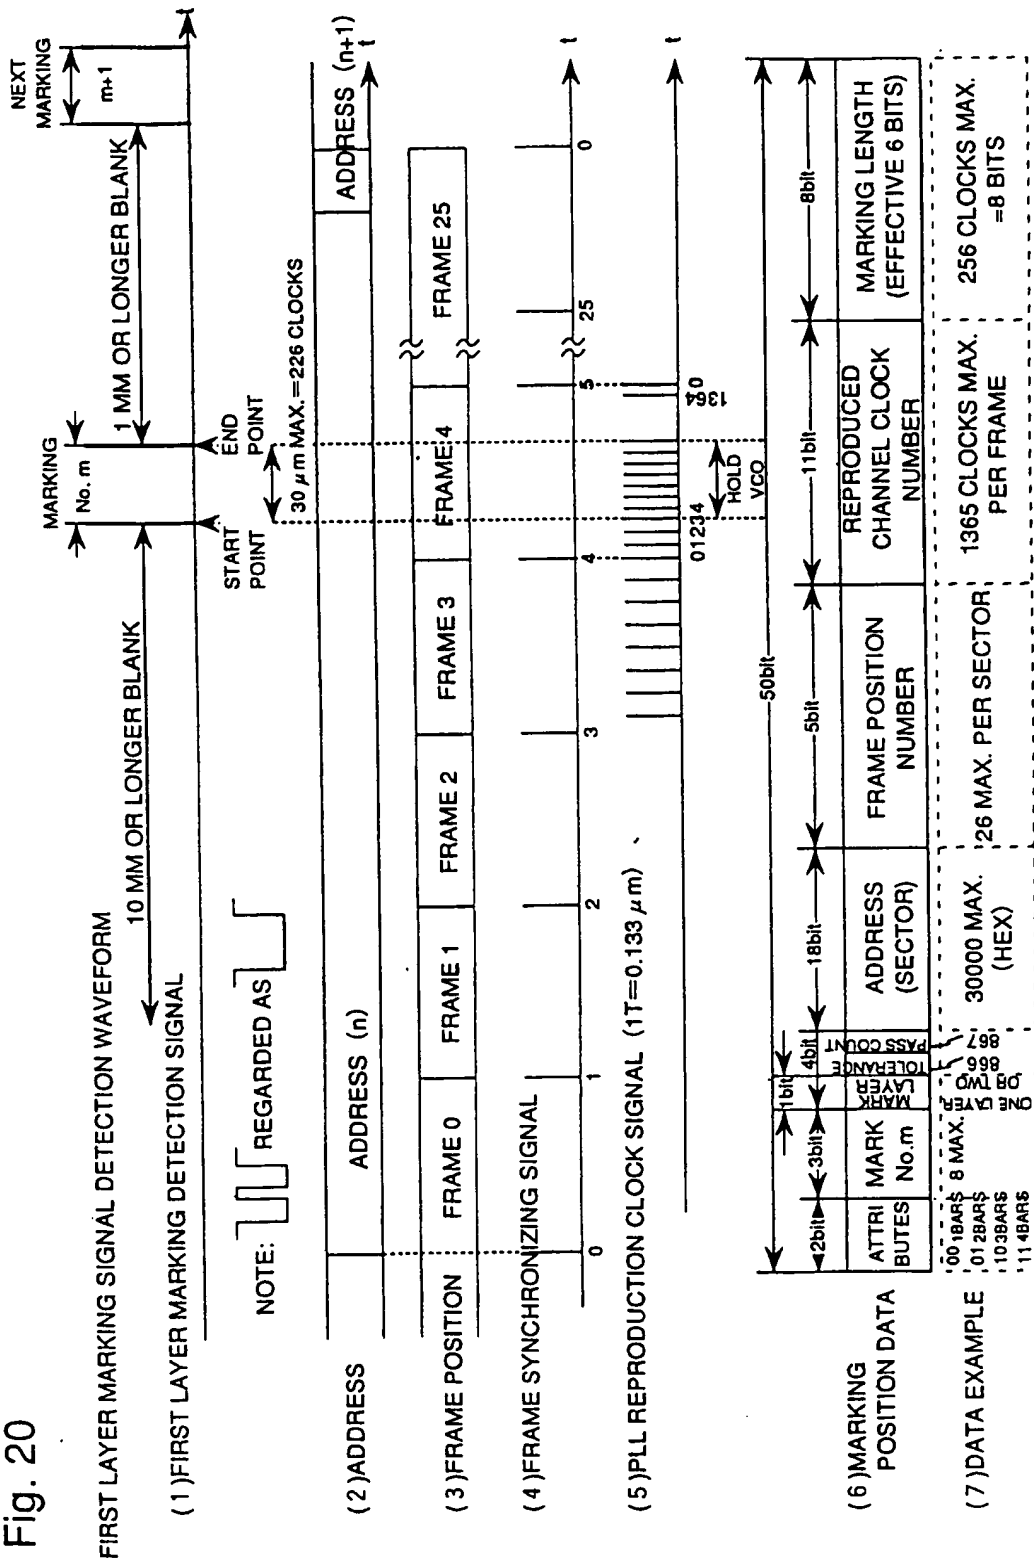 Fig. 20
FIRST LAYER MARKING SIGNAL DETECTION WAVEFORM
NEXT
MARKING
m+1
MARKING
No. m
10 MM OR LONGER BLANK
1 MM OR LONGER BLANK
(1)FIRST LAYER MARKING DETECTION SIGNAL
t
START
POINT
END
POINT
NOTE:
REGARDED AS
30 μm MAX.=226 CLOCKS
(2)ADDRESS
ADDRESS (n)
ADDRESS (n+1)
t
(3)FRAME POSITION
FRAME 0
FRAME 1
FRAME 2
FRAME 3
FRAME 4
FRAME 25
(4)FRAME SYNCHRONIZING SIGNAL
0
1
2
3
4
5
25
0
t
(5)PLL REPRODUCTION CLOCK SIGNAL (1T=0.133 μm)
01234
1364
0
t
HOLD
VCO
50bit
2bit
3bit
1bit
4bit
18bit
5bit
11bit
8bit
(6)MARKING
POSITION DATA
ATTRI
BUTES
MARK
No.m
MARK
LAYER
TOLERANCE
PASS COUNT
ADDRESS
(SECTOR)
FRAME POSITION
NUMBER
REPRODUCED
CHANNEL CLOCK
NUMBER
MARKING LENGTH
(EFFECTIVE 6 BITS)
(7)DATA EXAMPLE
00 1BARS
01 2BARS
10 3BARS
11 4BARS
8 MAX.
ONE LAYER
OR TWO
866
867
30000 MAX.
(HEX)
26 MAX. PER SECTOR
1365 CLOCKS MAX.
PER FRAME
256 CLOCKS MAX.
=8 BITS